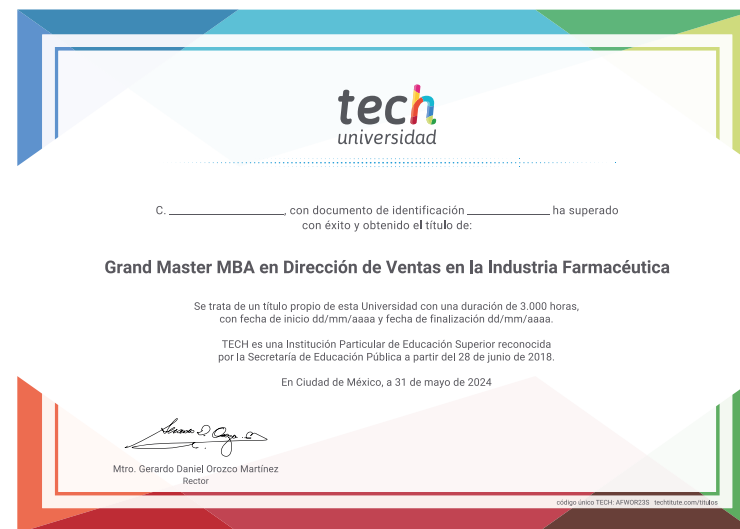 tech
universidad
C. ____________________, con documento de identificación ______________ ha superado
con éxito y obtenido el título de:
Grand Master MBA en Dirección de Ventas en la Industria Farmacéutica
Se trata de un título propio de esta Universidad con una duración de 3.000 horas,
con fecha de inicio dd/mm/aaaa y fecha de finalización dd/mm/aaaa.
TECH es una Institución Particular de Educación Superior reconocida
por la Secretaría de Educación Pública a partir del 28 de junio de 2018.
En Ciudad de México, a 31 de mayo de 2024
Mtro. Gerardo Daniel Orozco Martínez
Rector
código único TECH: AFWOR23S techtitute.com/titulos